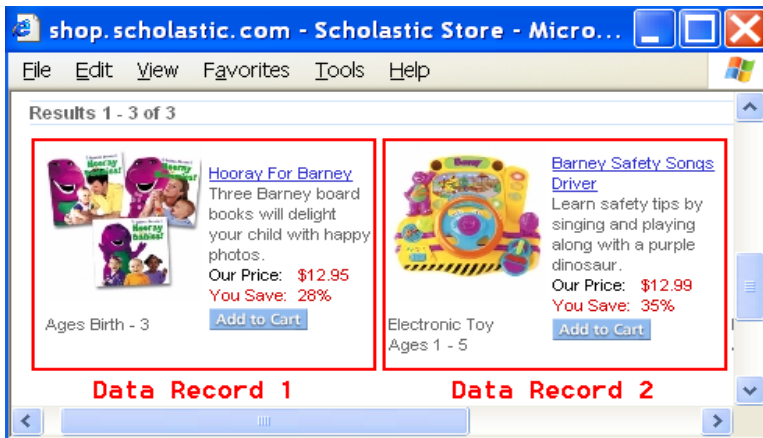 shop.scholastic.com - Scholastic Store - Micro...
File Edit View Favorites Tools Help
Results 1 - 3 of 3
Hooray For Barney
Three Barney board
books will delight
your child with happy
photos.
Our Price: $12.95
You Save: 28%
Add to Cart
Ages Birth - 3
Barney Safety Songs
Driver
Learn safety tips by
singing and playing
along with a purple
dinosaur.
Our Price: $12.99
You Save: 35%
Add to Cart
Electronic Toy
Ages 1 - 5
Data Record 1
Data Record 2